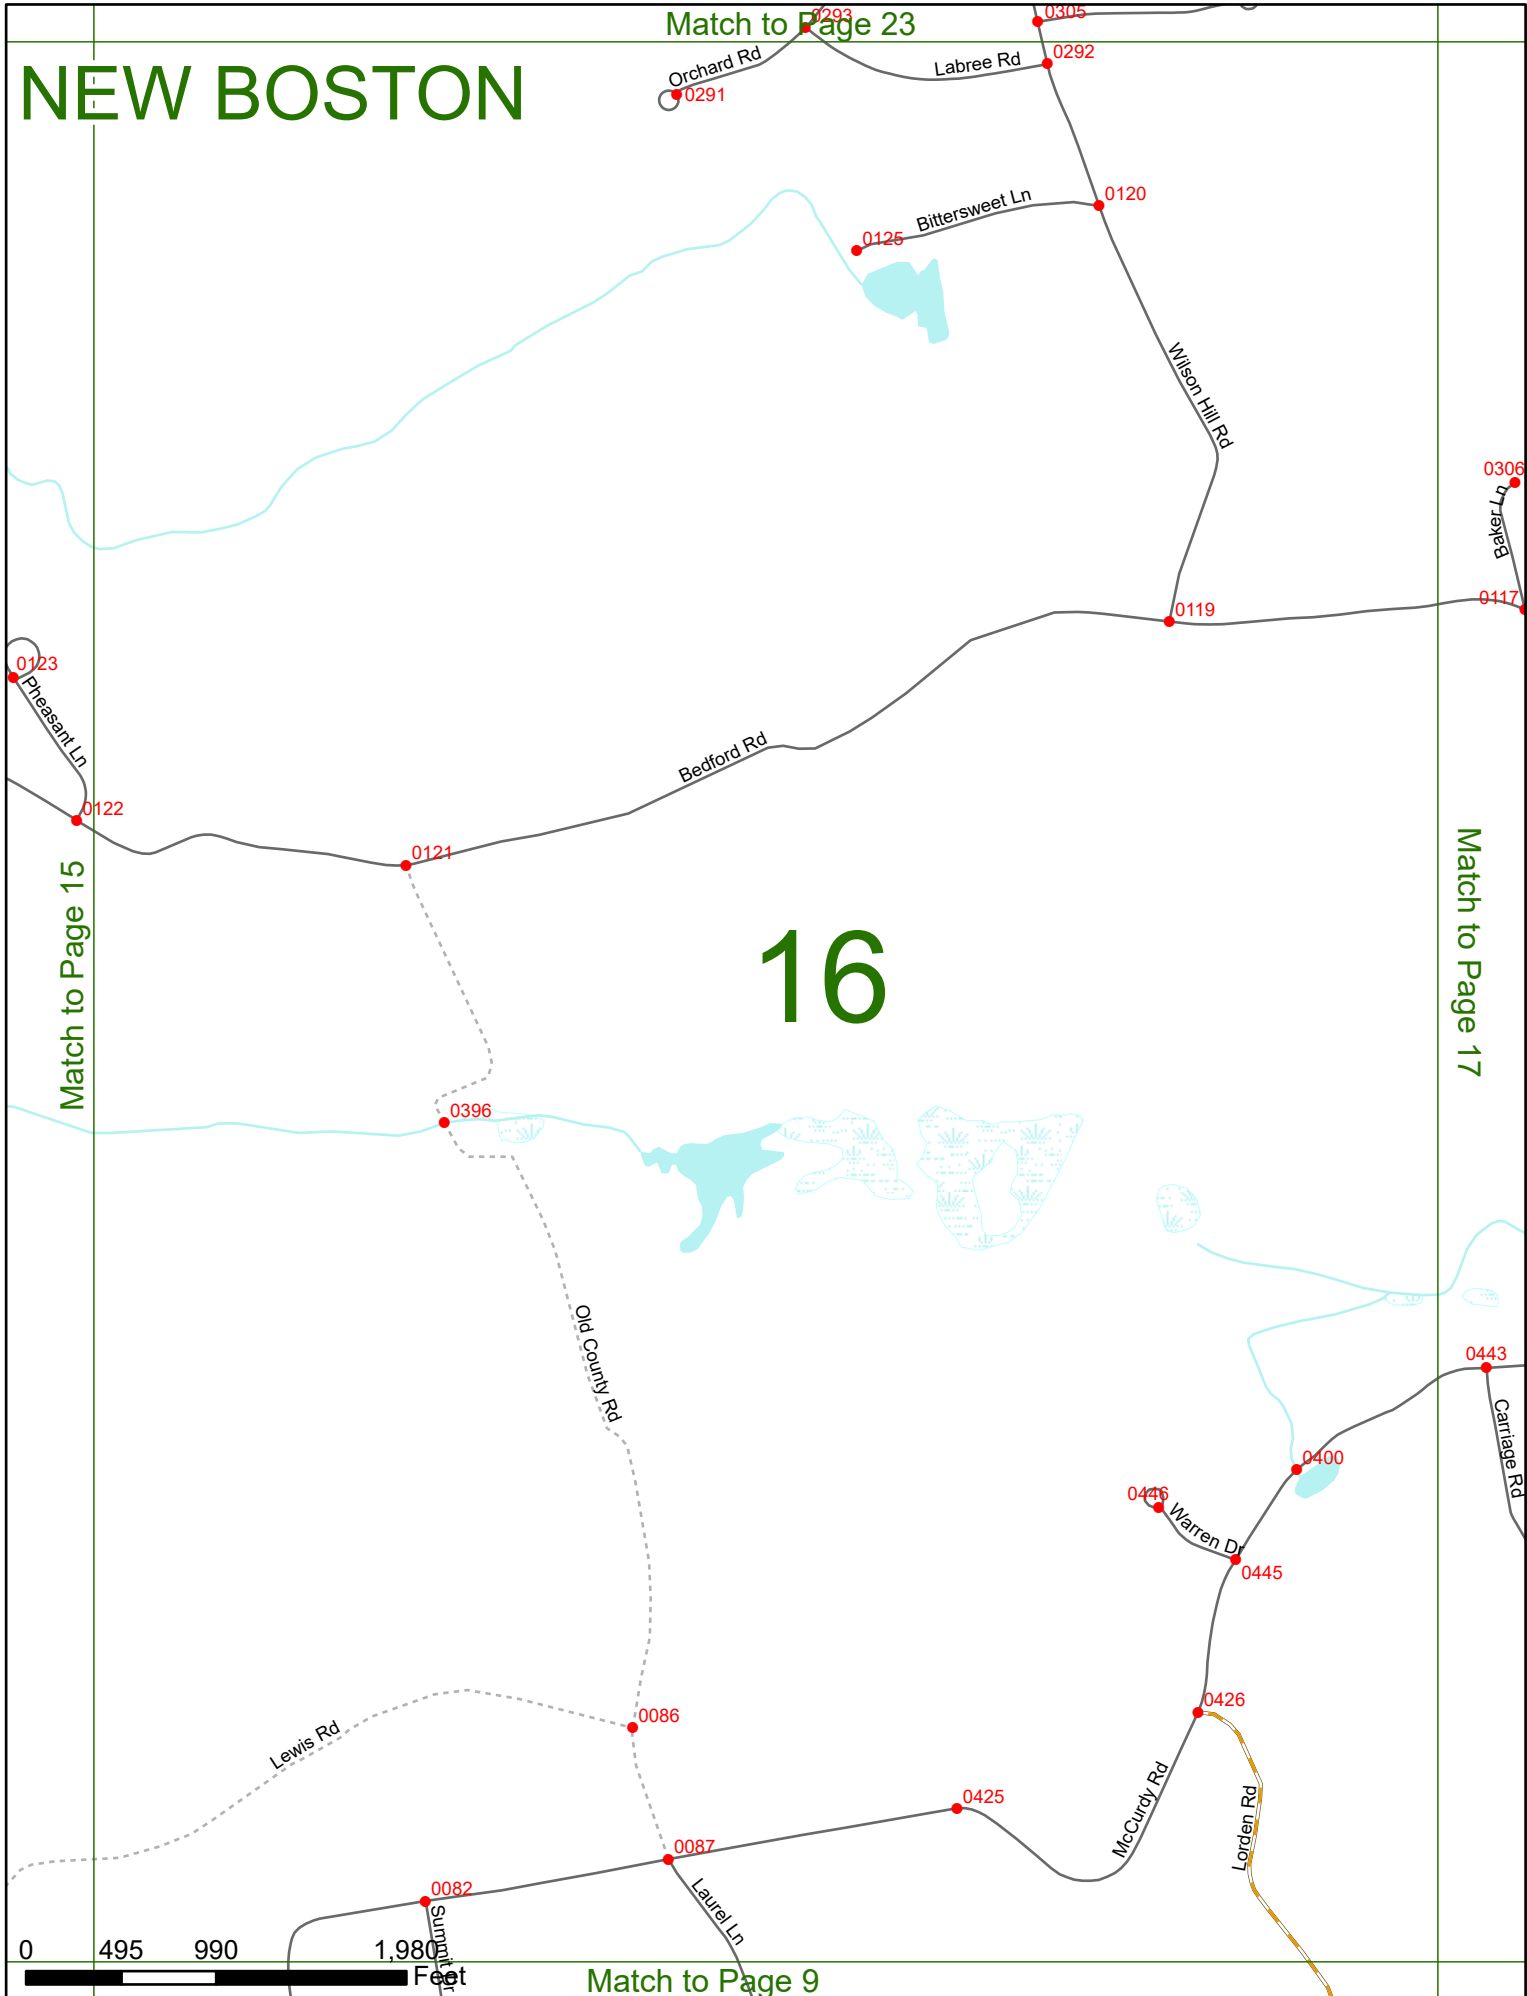 Match to Page 23
0293
0305
NEW BOSTON
Orchard Rd
0291
Labree Rd
0292
Bittersweet Ln
0120
0125
Wilson Hill Rd
0306
Baker Ln
0117
0119
0123
Pheasant Ln
0122
Bedford Rd
0121
Match to Page 15
16
Match to Page 17
0396
Old County Rd
0443
Carriage Rd
0400
0446
Warren Dr
0445
0426
0086
Lewis Rd
McCurdy Rd
Lorden Rd
0425
0087
0082
Laurel Ln
Summit Dr
0 495 990 1,980
Feet
Match to Page 9